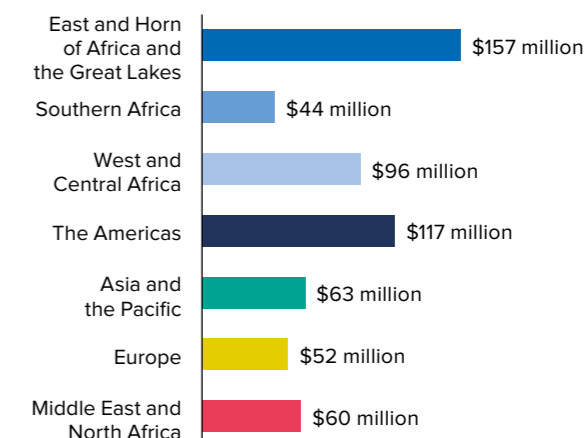 East and Horn
of Africa and
the Great Lakes
$157 million
Southern Africa
$44 million
West and
Central Africa
$96 million
The Americas
$117 million
Asia and
the Pacific
$63 million
Europe
$52 million
Middle East and
North Africa
$60 million